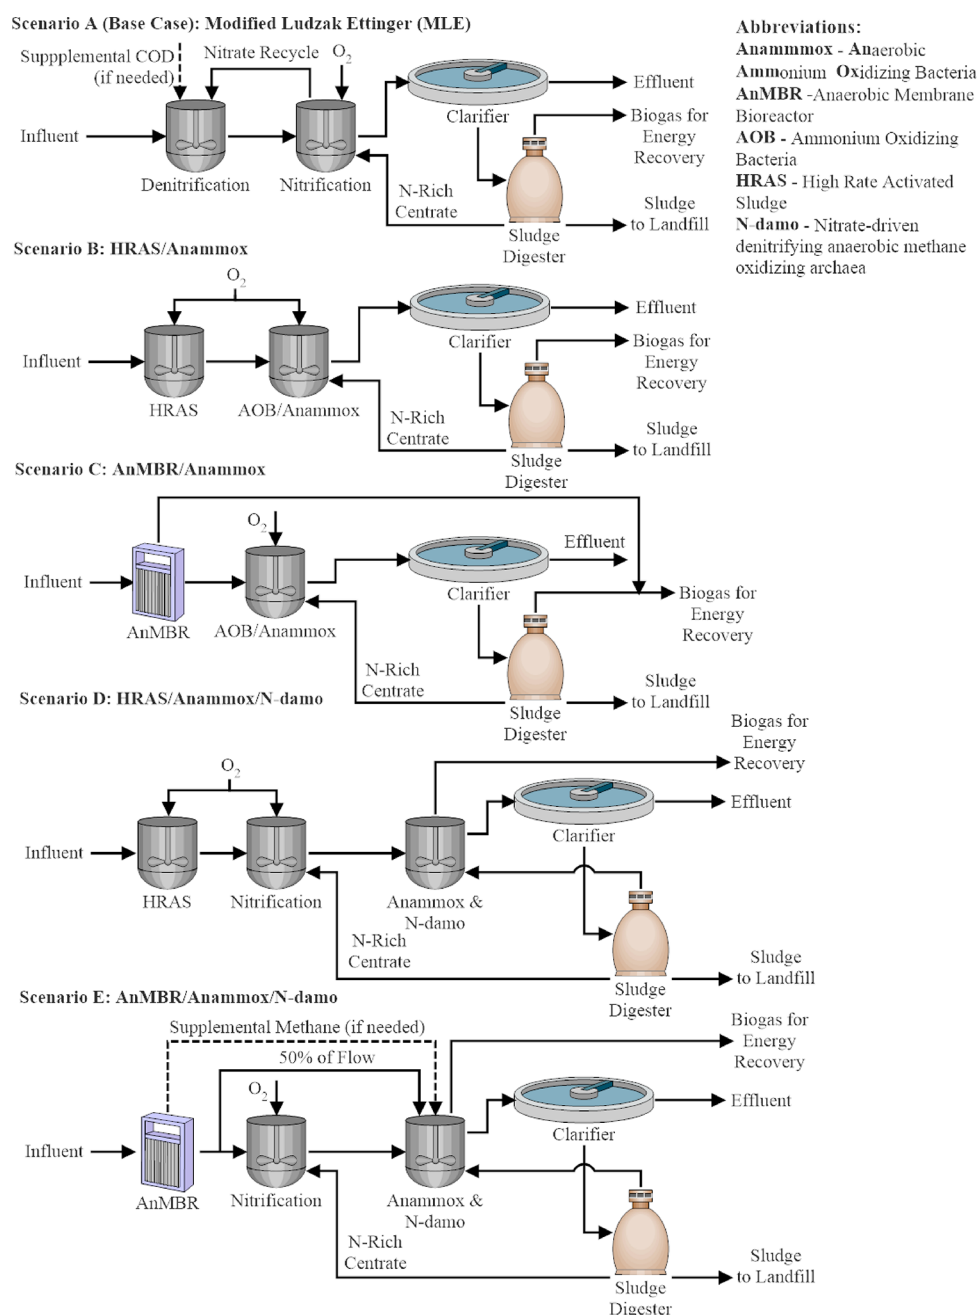 Scenario A (Base Case): Modified Ludzak Ettinger (MLE)
Suppplemental COD
(if needed)
Nitrate Recycle
O2
Influent
Denitrification
Nitrification
Clarifier
Effluent
Biogas for
Energy
Recovery
N-Rich
Centrate
Sludge
Digester
Sludge
to Landfill
Abbreviations:
Anammmox - Anaerobic
Ammonium Oxidizing Bacteria
AnMBR -Anaerobic Membrane
Bioreactor
AOB - Ammonium Oxidizing
Bacteria
HRAS - High Rate Activated
Sludge
N-damo - Nitrate-driven
denitrifying anaerobic methane
oxidizing archaea
Scenario B: HRAS/Anammox
O2
Influent
HRAS
AOB/Anammox
Clarifier
Effluent
Biogas for
Energy
Recovery
N-Rich
Centrate
Sludge
Digester
Sludge
to Landfill
Scenario C: AnMBR/Anammox
O2
Influent
AnMBR
AOB/Anammox
Clarifier
Effluent
Biogas for
Energy
Recovery
N-Rich
Centrate
Sludge
Digester
Sludge
to Landfill
Scenario D: HRAS/Anammox/N-damo
O2
Influent
HRAS
Nitrification
Anammox &
N-damo
Clarifier
Biogas for
Energy
Recovery
Effluent
N-Rich
Centrate
Sludge
Digester
Sludge
to Landfill
Scenario E: AnMBR/Anammox/N-damo
Supplemental Methane (if needed)
50% of Flow
O2
Influent
AnMBR
Nitrification
Anammox &
N-damo
Clarifier
Biogas for
Energy
Recovery
Effluent
N-Rich
Centrate
Sludge
Digester
Sludge
to Landfill